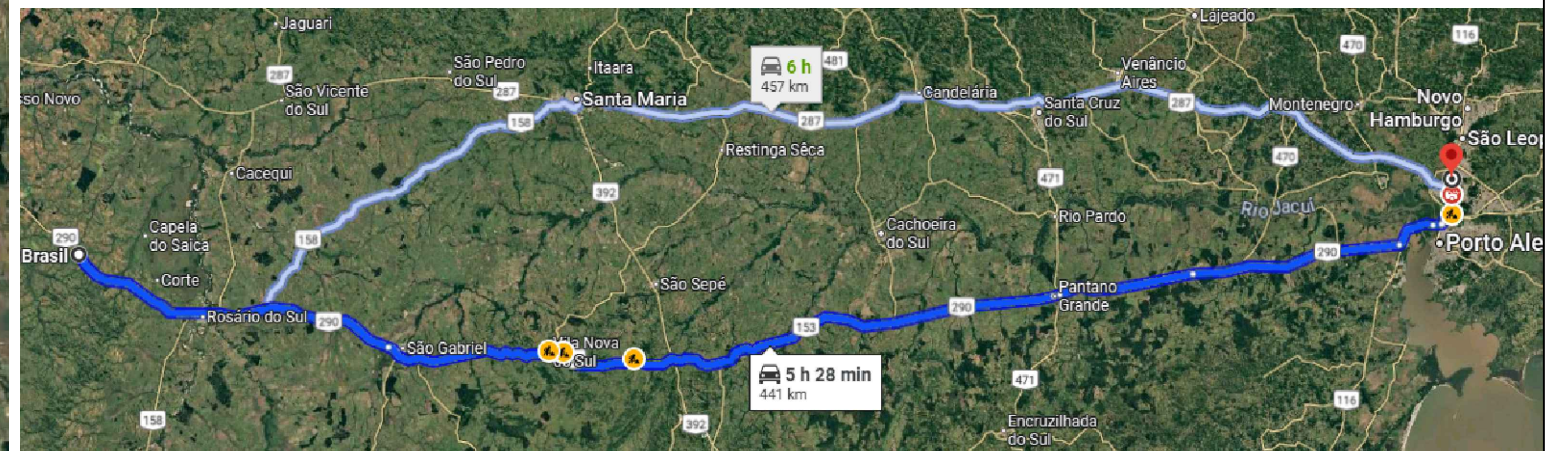 Jaguari
Lajeado
116
470
481
6 h
457 km
São Pedro
do Sul
Itaara
287
287
Venâncio
Aires
sso Novo
São Vicente
do Sul
Santa Maria
Candelária
Santa Cruz
do Sul
287
Montenegro
Novo
Hamburgo
158
287
São Leop
Restinga Sêca
470
Cacequi
392
471
Rio Jacuí
Rio Pardo
Capela
do Saicã
290
Brasil
158
Cachoeira
do Sul
290
Porto Ale
Corte
São Sepé
Pantano
Grande
290
Rosário do Sul
290
153
São Gabriel
Vila Nova
do Sul
5 h 28 min
441 km
471
116
158
392
Encruzilhada
do Sul